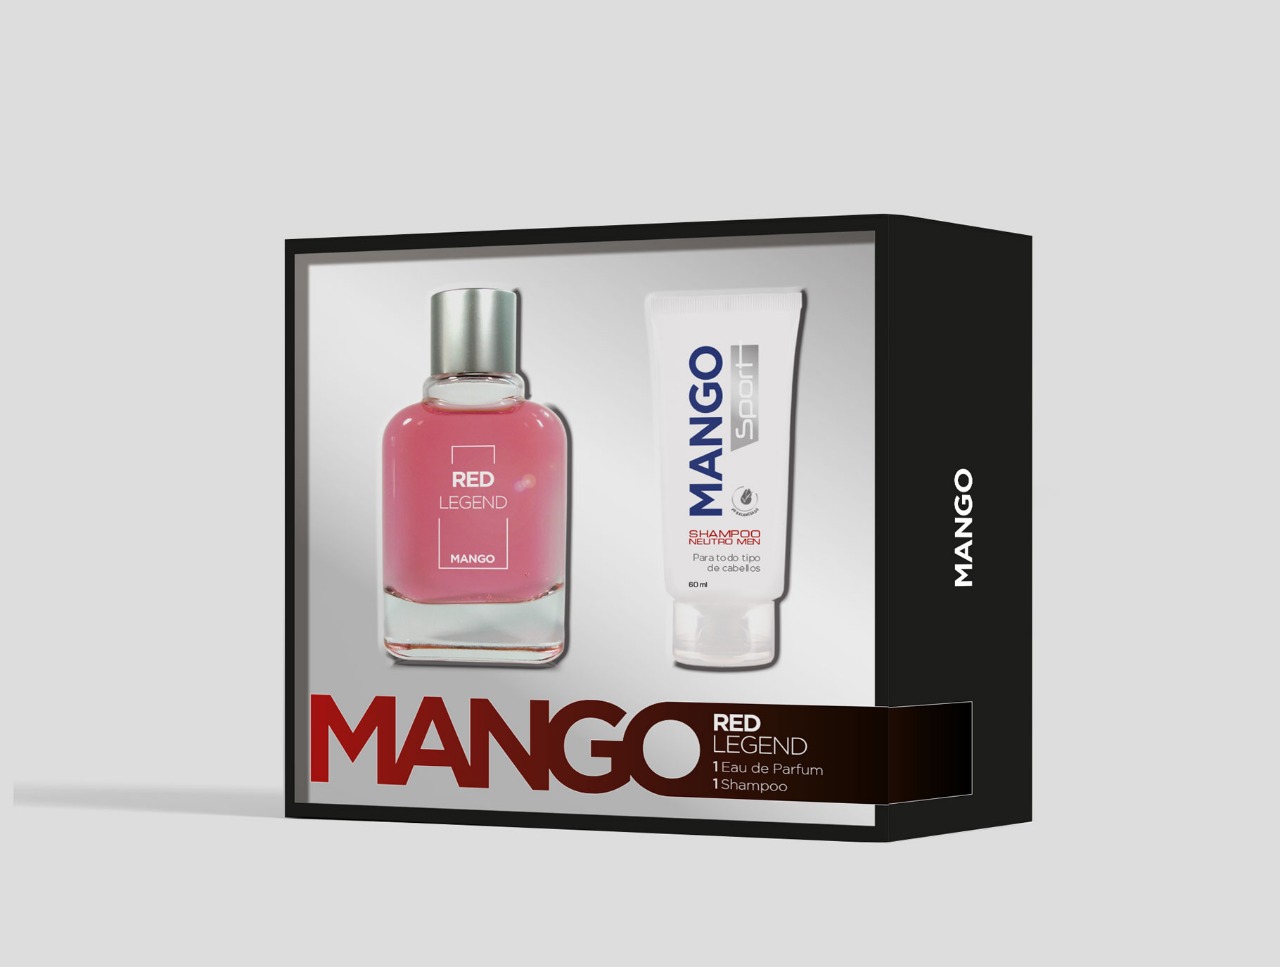 RED
LEGEND
MANGO
MANGO
Sport
SHAMPOO
NEUTRO MEN
Para todo tipo
de cabellos
60 ml
MANGO
MANGO
RED
LEGEND
1 Eau de Parfum
1 Shampoo